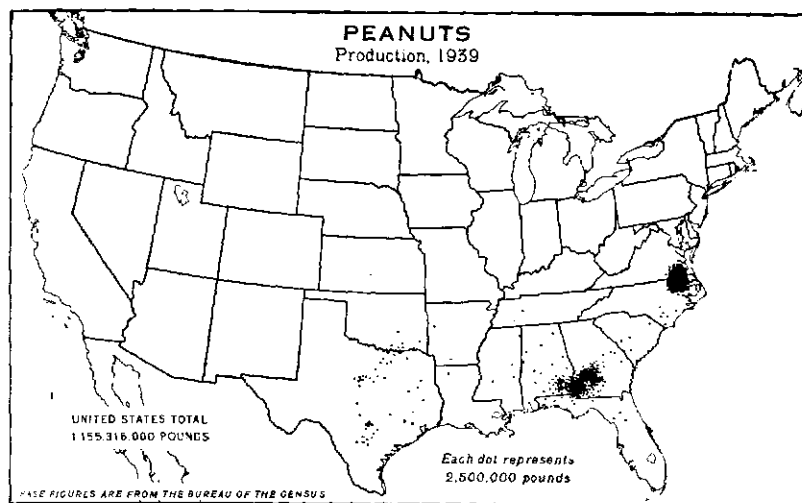 PEANUTS
Production, 1939
UNITED STATES TOTAL
1,155,316,000 POUNDS
Each dot represents
2,500,000 pounds
BASE FIGURES ARE FROM THE BUREAU OF THE CENSUS